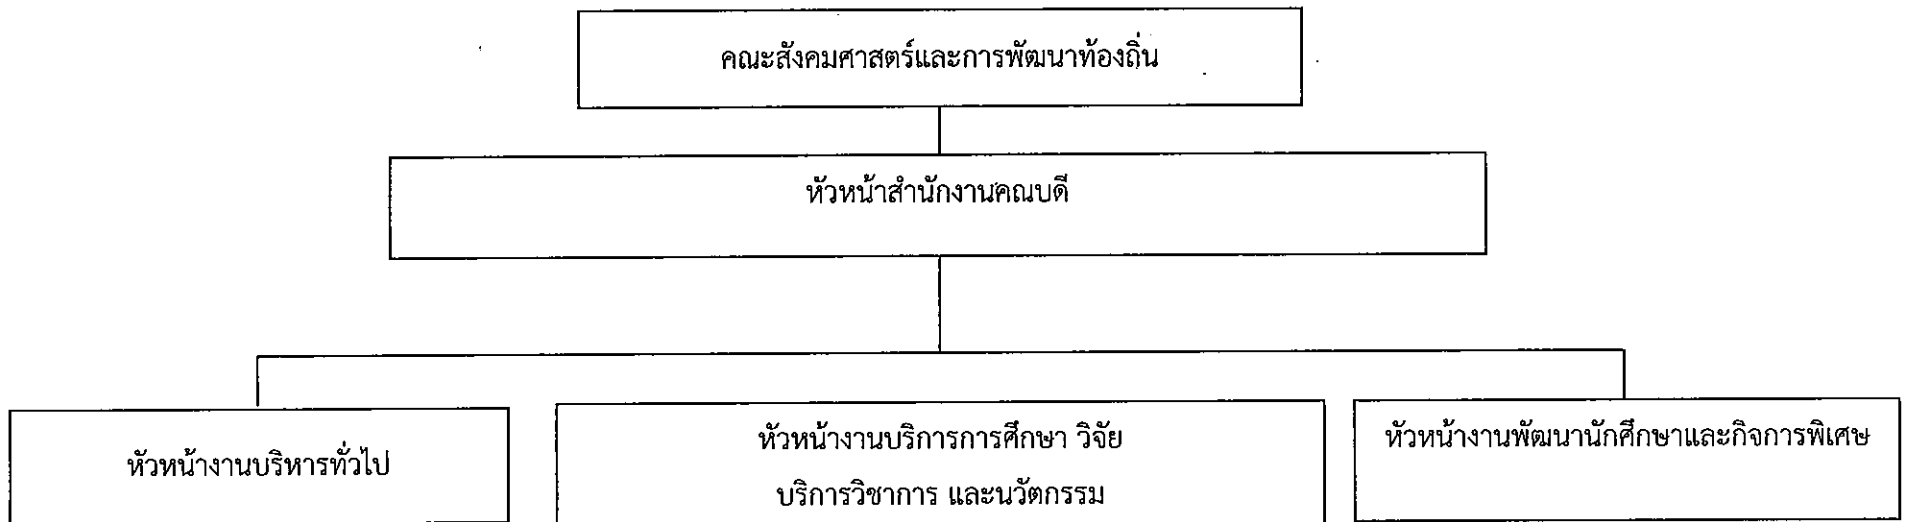 คณะสังคมศาสตร์และการพัฒนาท้องถิ่น
หัวหน้าสำนักงานคณบดี
หัวหน้างานบริหารทั่วไป
หัวหน้างานบริการการศึกษา วิจัย
บริการวิชาการ และนวัตกรรม
หัวหน้างานพัฒนานักศึกษาและกิจการพิเศษ